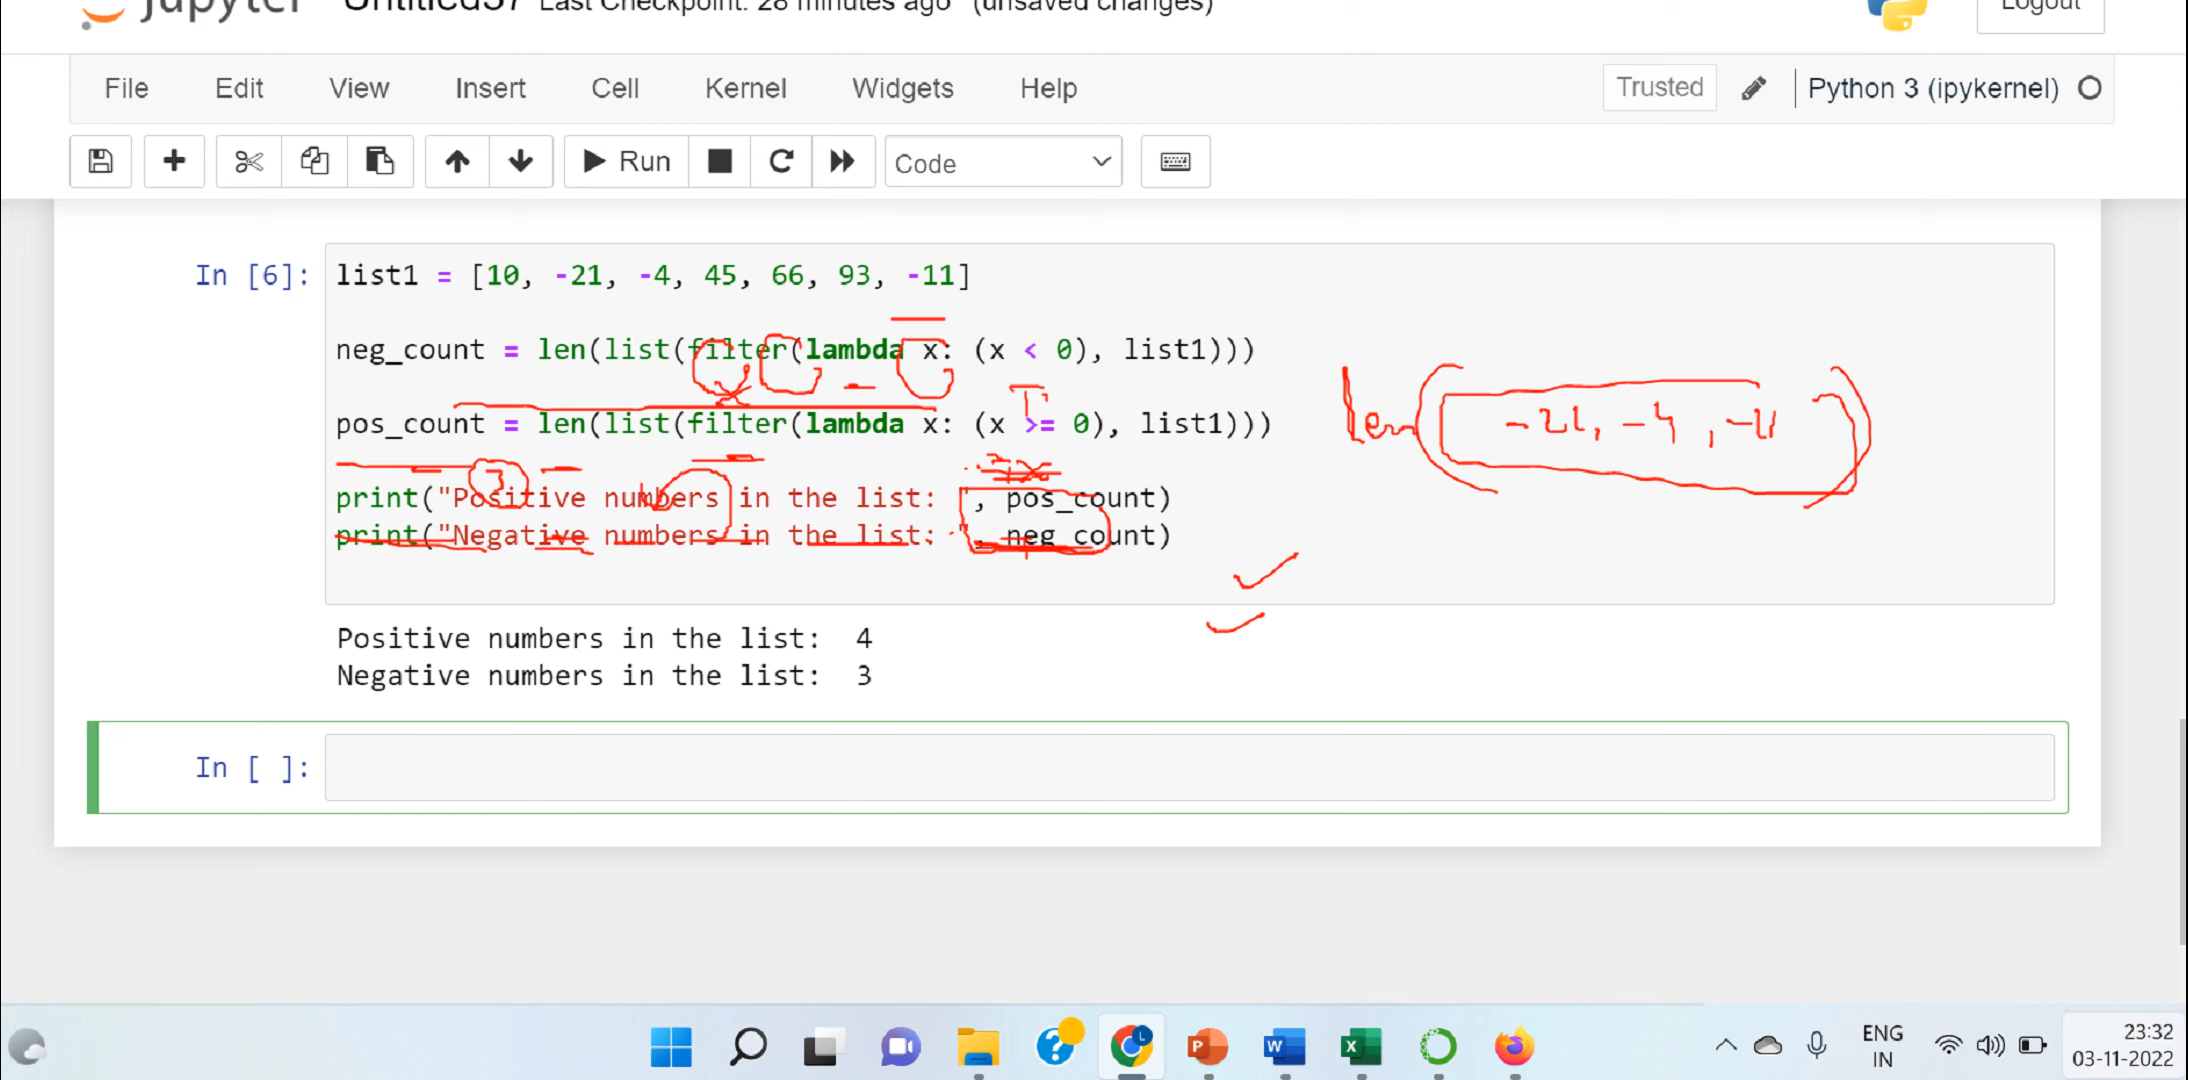 jupyter Untitled37 Last Checkpoint: 28 minutes ago (unsaved changes) Logout
File Edit View Insert Cell Kernel Widgets Help Trusted Python 3 (ipykernel)
Run Code
In [6]: list1 = [10, -21, -4, 45, 66, 93, -11]
neg_count = len(list(filter(lambda x: (x < 0), list1)))
pos_count = len(list(filter(lambda x: (x >= 0), list1)))
len( -21, -4, -11 )
print("Positive numbers in the list: ", pos_count)
print("Negative numbers in the list: ", neg_count)
3
Positive numbers in the list: 4
Negative numbers in the list: 3
In [ ]:
ENG
IN
23:32
03-11-2022